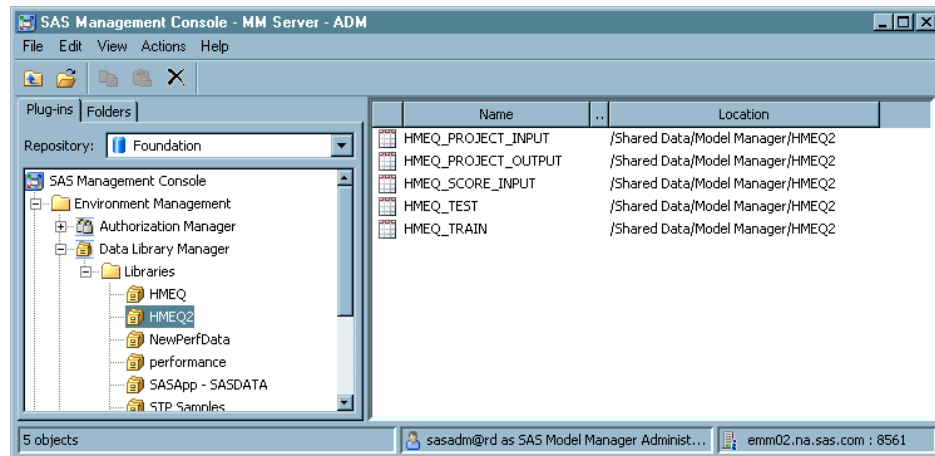 SAS Management Console - MM Server - ADM
File Edit View Actions Help
Plug-ins Folders
Repository: Foundation
SAS Management Console
Environment Management
Authorization Manager
Data Library Manager
Libraries
HMEQ
HMEQ2
NewPerfData
performance
SASApp - SASDATA
STP Samples
Name .. Location
HMEQ_PROJECT_INPUT /Shared Data/Model Manager/HMEQ2
HMEQ_PROJECT_OUTPUT /Shared Data/Model Manager/HMEQ2
HMEQ_SCORE_INPUT /Shared Data/Model Manager/HMEQ2
HMEQ_TEST /Shared Data/Model Manager/HMEQ2
HMEQ_TRAIN /Shared Data/Model Manager/HMEQ2
5 objects sasadm@rd as SAS Model Manager Administ... emm02.na.sas.com : 8561